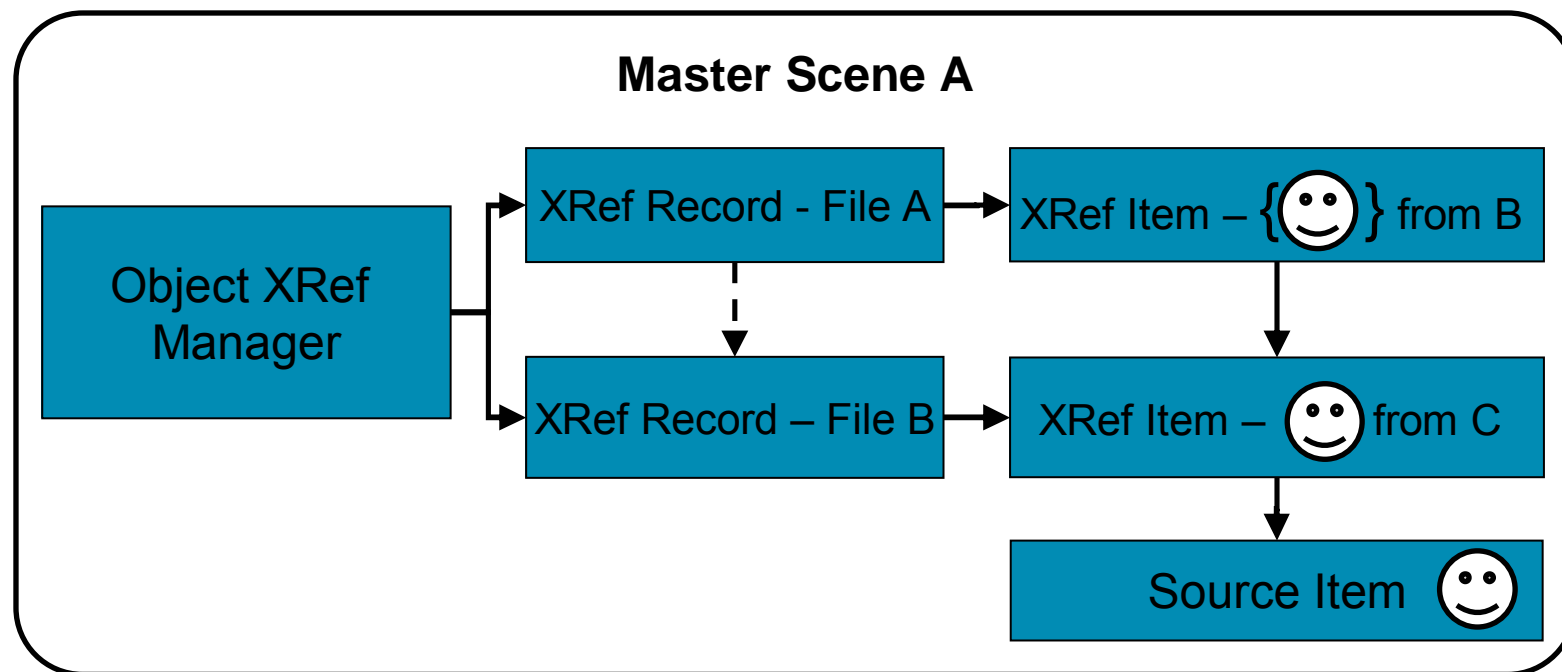 Master Scene A
Object XRef
Manager
XRef Record - File A
XRef Item – { } from B
XRef Record – File B
XRef Item – from C
Source Item